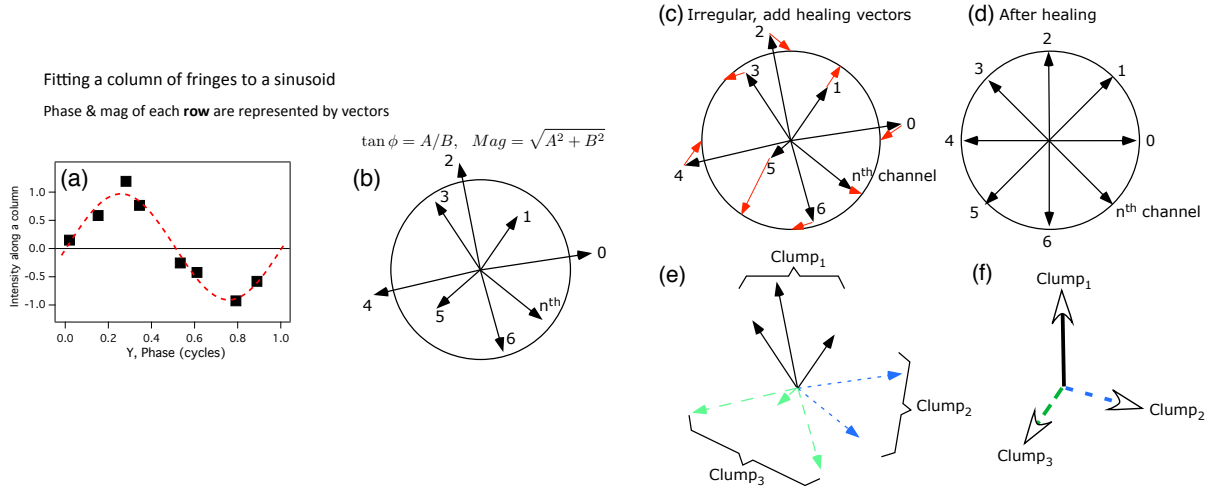 Fitting a column of fringes to a sinusoid
Phase & mag of each row are represented by vectors
tan ϕ = A/B, Mag = √A² + B²
(a)
Intensity along a column
1.0
0.5
0.0
-0.5
-1.0
0.0 0.2 0.4 0.6 0.8 1.0
Y, Phase (cycles)
(b)
2
3
1
0
4
5
6
nth
(c) Irregular, add healing vectors
2
3
1
0
4
5
nth channel
6
(d) After healing
2
3
1
4
0
5
nth channel
6
(e)
Clump1
Clump2
Clump3
(f)
Clump1
Clump2
Clump3